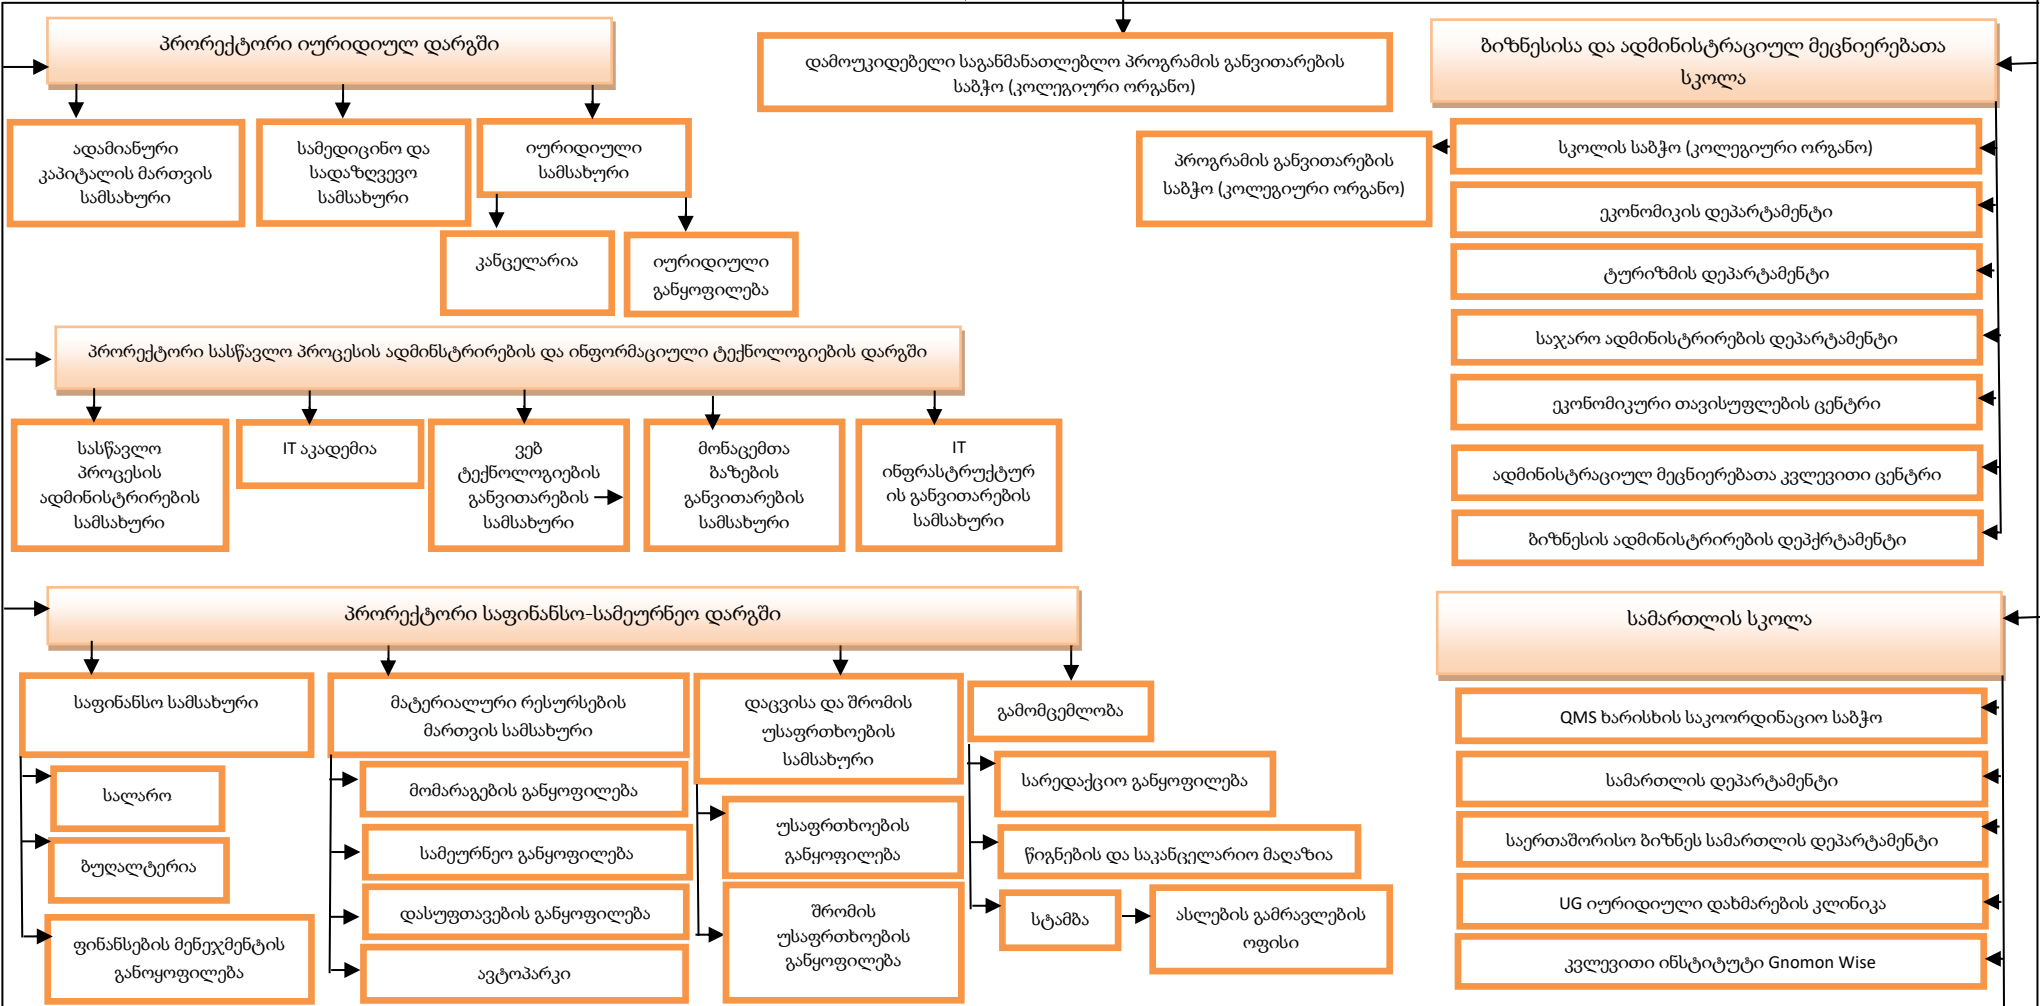 პრორექტორი იურიდიულ დარგში
ადამიანური
კაპიტალის მართვის
სამსახური
სამედიცინო და
სადაზღვევო
სამსახური
იურიდიული
სამსახური
კანცელარია
იურიდიული
განყოფილება
დამოუკიდებელი საგანმანათლებლო პროგრამის განვითარების
საბჭო (კოლეგიური ორგანო)
ბიზნესისა და ადმინისტრაციულ მეცნიერებათა
სკოლა
პროგრამის განვითარების
საბჭო (კოლეგიური ორგანო)
სკოლის საბჭო (კოლეგიური ორგანო)
ეკონომიკის დეპარტამენტი
ტურიზმის დეპარტამენტი
საჯარო ადმინისტრირების დეპარტამენტი
ეკონომიკური თავისუფლების ცენტრი
ადმინისტრაციულ მეცნიერებათა კვლევითი ცენტრი
ბიზნესის ადმინისტრირების დეპქრტამენტი
პრორექტორი სასწავლო პროცესის ადმინსტრირების და ინფორმაციული ტექნოლოგიების დარგში
სასწავლო
პროცესის
ადმინისტრირების
სამსახური
IT აკადემია
ვებ
ტექნოლოგიების
განვითარების
სამსახური
მონაცემთა
ბაზების
განვითარების
სამსახური
IT
ინფრასტრუქტურ
ის განვითარების
სამსახური
პრორექტორი საფინანსო-სამეურნეო დარგში
საფინანსო სამსახური
სალარო
ბუღალტერია
ფინანსების მენეჯმენტის
განოყოფილება
მატერიალური რესურსების
მართვის სამსახური
მომარაგების განყოფილება
სამეურნეო განყოფილება
დასუფთავების განყოფილება
ავტოპარკი
დაცვისა და შრომის
უსაფრთხოების
სამსახური
უსაფრთხოების
განყოფილება
შრომის
უსაფრთხოების
განყოფილება
გამომცემლობა
სარედაქციო განყოფილება
წიგნების და საკანცელარიო მაღაზია
სტამბა
ასლების გამრავლების
ოფისი
სამართლის სკოლა
QMS ხარისხის საკოორდინაციო საბჭო
სამართლის დეპარტამენტი
საერთაშორისო ბიზნეს სამართლის დეპარტამენტი
UG იურიდიული დახმარების კლინიკა
კვლევითი ინსტიტუტი Gnomon Wise